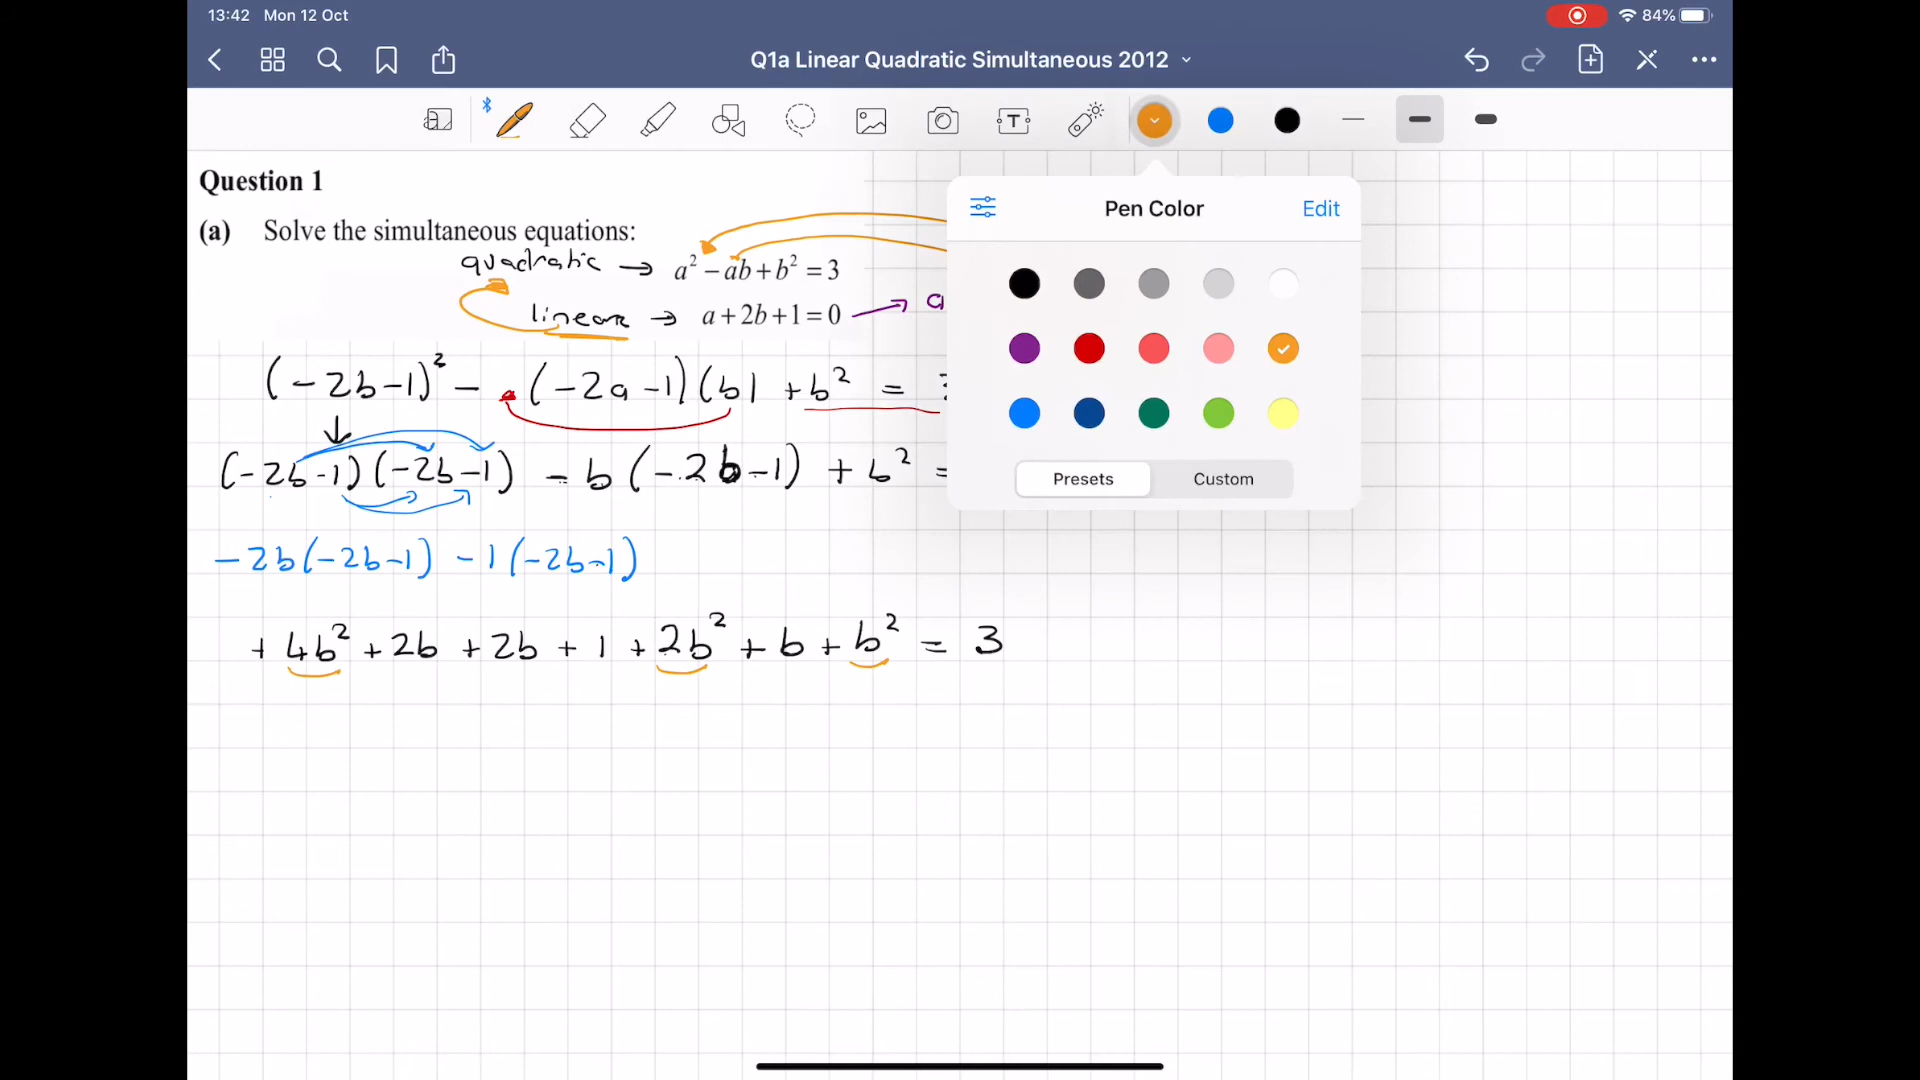 13:42 Mon 12 Oct 84%
Q1a Linear Quadratic Simultaneous 2012
T
Question 1
Pen Color Edit
(a) Solve the simultaneous equations:
quadratic → a² − ab + b² = 3
linear → a + 2b + 1 = 0 → a
(−2b−1)² − (−2a−1)(b) + b² =
(−2b−1)(−2b−1) − b(−2b−1) + b² =
Presets Custom
−2b(−2b−1) −1(−2b−1)
+ 4b² + 2b + 2b + 1 + 2b² + b + b² = 3